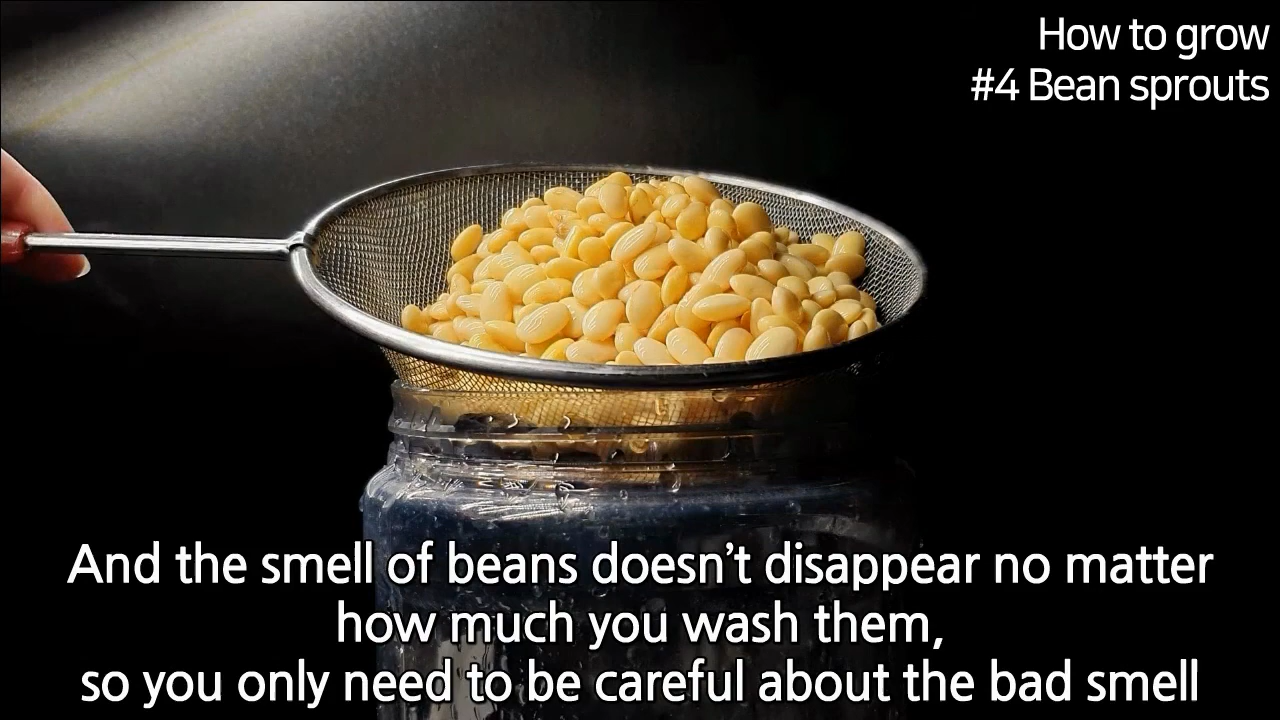 How to grow
#4 Bean sprouts
And the smell of beans doesn’t disappear no matter
how much you wash them,
so you only need to be careful about the bad smell